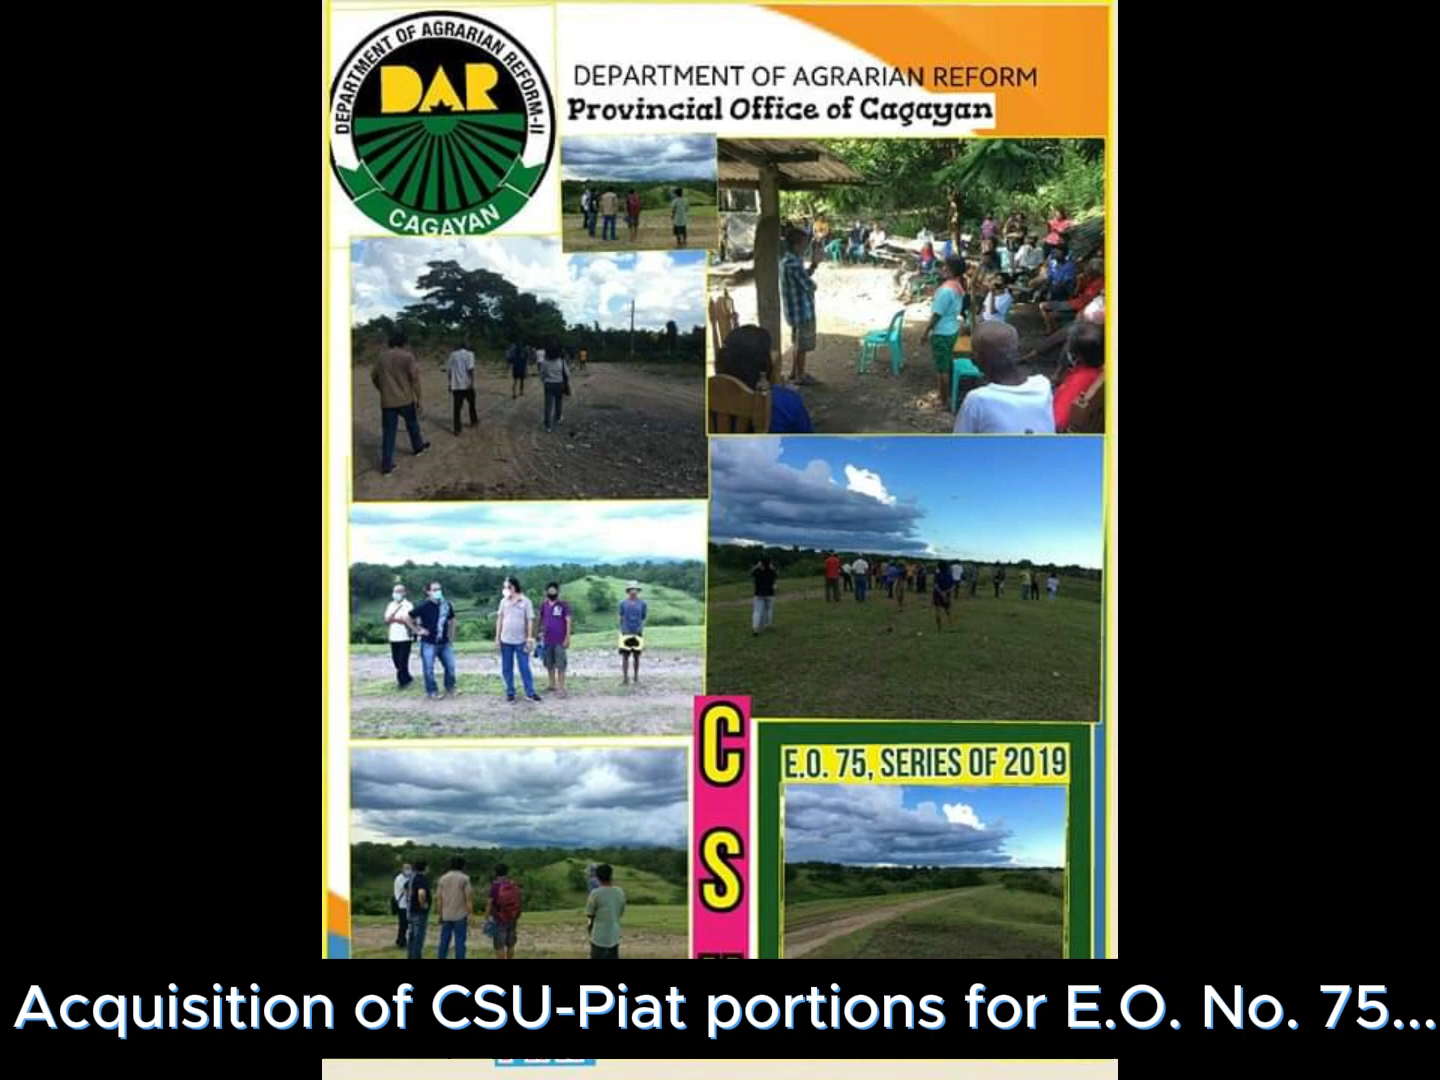 DEPARTMENT OF AGRARIAN REFORM-II
DAR
CAGAYAN
DEPARTMENT OF AGRARIAN REFORM
Provincial Office of Cagayan
C
S
E.O. 75, SERIES OF 2019
Acquisition of CSU-Piat portions for E.O. No. 75...